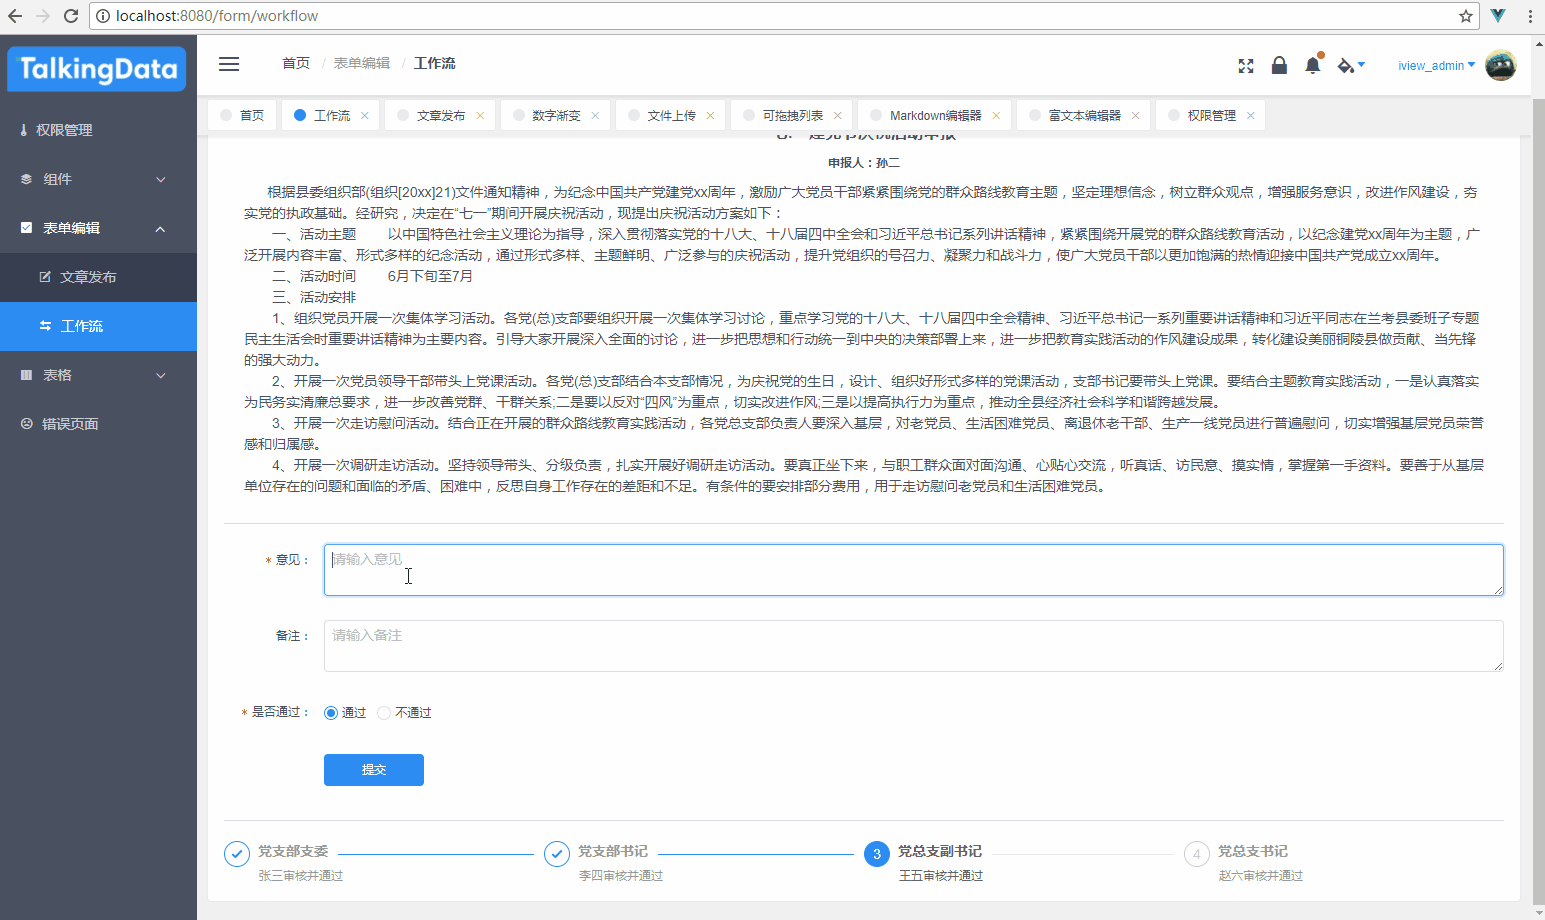 localhost:8080/form/workflow
TalkingData
首页 / 表单编辑 / 工作流
iview_admin
首页 工作流 文章发布 数字渐变 文件上传 可拖拽列表 Markdown编辑器 富文本编辑器 权限管理
权限管理
组件
表单编辑
文章发布
工作流
表格
错误页面
申报人：孙二
根据县委组织部(组织[20xx]21)文件通知精神，为纪念中国共产党建党xx周年，激励广大党员干部紧紧围绕党的群众路线教育主题，坚定理想信念，树立群众观点，增强服务意识，改进作风建设，夯
实党的执政基础。经研究，决定在“七一”期间开展庆祝活动，现提出庆祝活动方案如下：
一、活动主题 以中国特色社会主义理论为指导，深入贯彻落实党的十八大、十八届四中全会和习近平总书记系列讲话精神，紧紧围绕开展党的群众路线教育活动，以纪念建党xx周年为主题，广
泛开展内容丰富、形式多样的纪念活动，通过形式多样、主题鲜明、广泛参与的庆祝活动，提升党组织的号召力、凝聚力和战斗力，使广大党员干部以更加饱满的热情迎接中国共产党成立xx周年。
二、活动时间 6月下旬至7月
三、活动安排
1、组织党员开展一次集体学习活动。各党(总)支部要组织开展一次集体学习讨论，重点学习党的十八大、十八届四中全会精神、习近平总书记一系列重要讲话精神和习近平同志在兰考县委班子专题
民主生活会时重要讲话精神为主要内容。引导大家开展深入全面的讨论，进一步把思想和行动统一到中央的决策部署上来，进一步把教育实践活动的作风建设成果，转化建设美丽铜陵县做贡献、当先锋
的强大动力。
2、开展一次党员领导干部带头上党课活动。各党(总)支部结合本支部情况，为庆祝党的生日，设计、组织好形式多样的党课活动，支部书记要带头上党课。要结合主题教育实践活动，一是认真落实
为民务实清廉总要求，进一步改善党群、干群关系;二是要以反对“四风”为重点，切实改进作风;三是以提高执行力为重点，推动全县经济社会科学和谐跨越发展。
3、开展一次走访慰问活动。结合正在开展的群众路线教育实践活动，各党总支部负责人要深入基层，对老党员、生活困难党员、离退休老干部、生产一线党员进行普遍慰问，切实增强基层党员荣誉
感和归属感。
4、开展一次调研走访活动。坚持领导带头、分级负责，扎实开展好调研走访活动。要真正坐下来，与职工群众面对面沟通、心贴心交流，听真话、访民意、摸实情，掌握第一手资料。要善于从基层
单位存在的问题和面临的矛盾、困难中，反思自身工作存在的差距和不足。有条件的要安排部分费用，用于走访慰问老党员和生活困难党员。
* 意见： 请输入意见
备注： 请输入备注
* 是否通过： 通过 不通过
提交
党支部支委 党支部书记 3 党总支副书记 4 党总支书记
张三审核并通过 李四审核并通过 王五审核并通过 赵六审核并通过